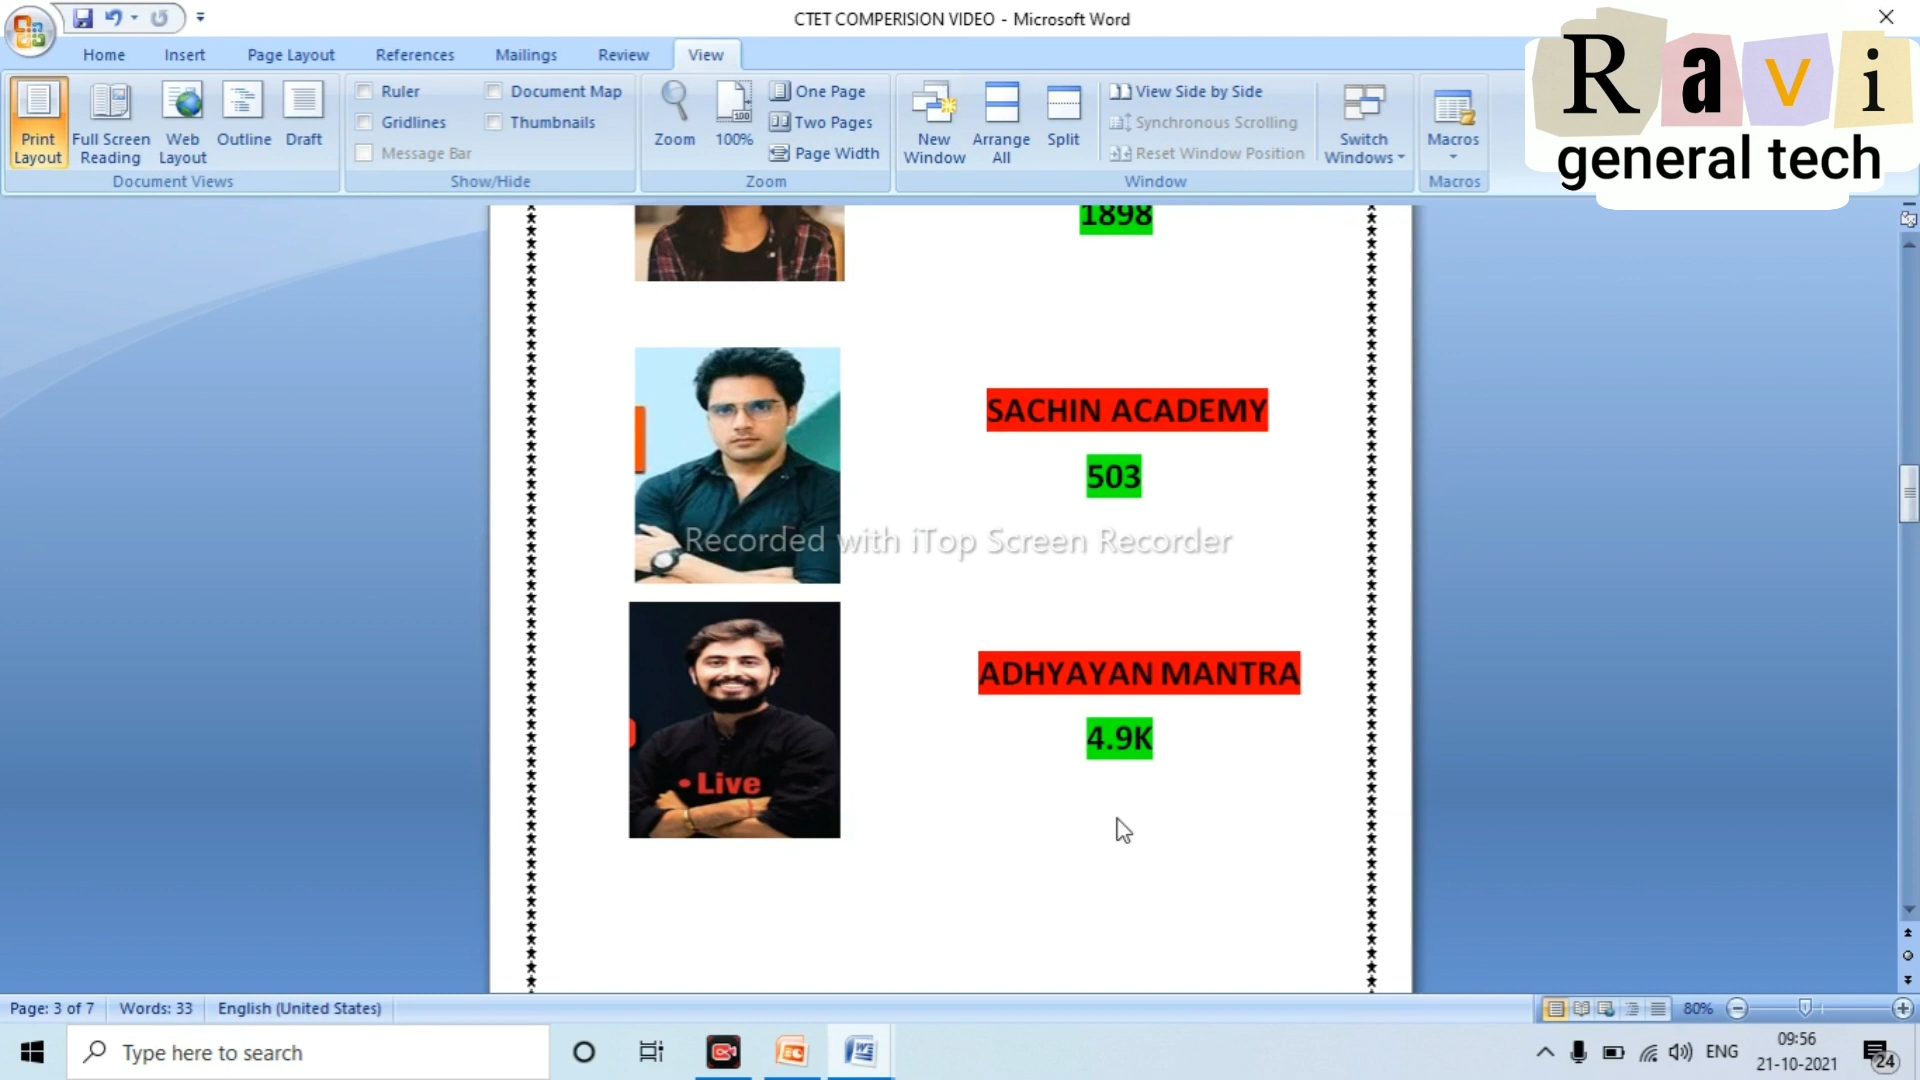 CTET COMPERISION VIDEO - Microsoft Word
Home Insert Page Layout References Mailings Review View
Ravi
general tech
Print Layout
Full Screen Reading
Web Layout
Outline
Draft
Document Views
Ruler
Gridlines
Message Bar
Document Map
Thumbnails
Show/Hide
Zoom
100%
One Page
Two Pages
Page Width
Zoom
New Window
Arrange All
Split
View Side by Side
Synchronous Scrolling
Reset Window Position
Switch Windows
Window
Macros
Macros
1898
SACHIN ACADEMY
503
Recorded with iTop Screen Recorder
ADHYAYAN MANTRA
4.9K
• Live
Page: 3 of 7 Words: 33 English (United States) 80%
Type here to search
ENG
09:56
21-10-2021
24